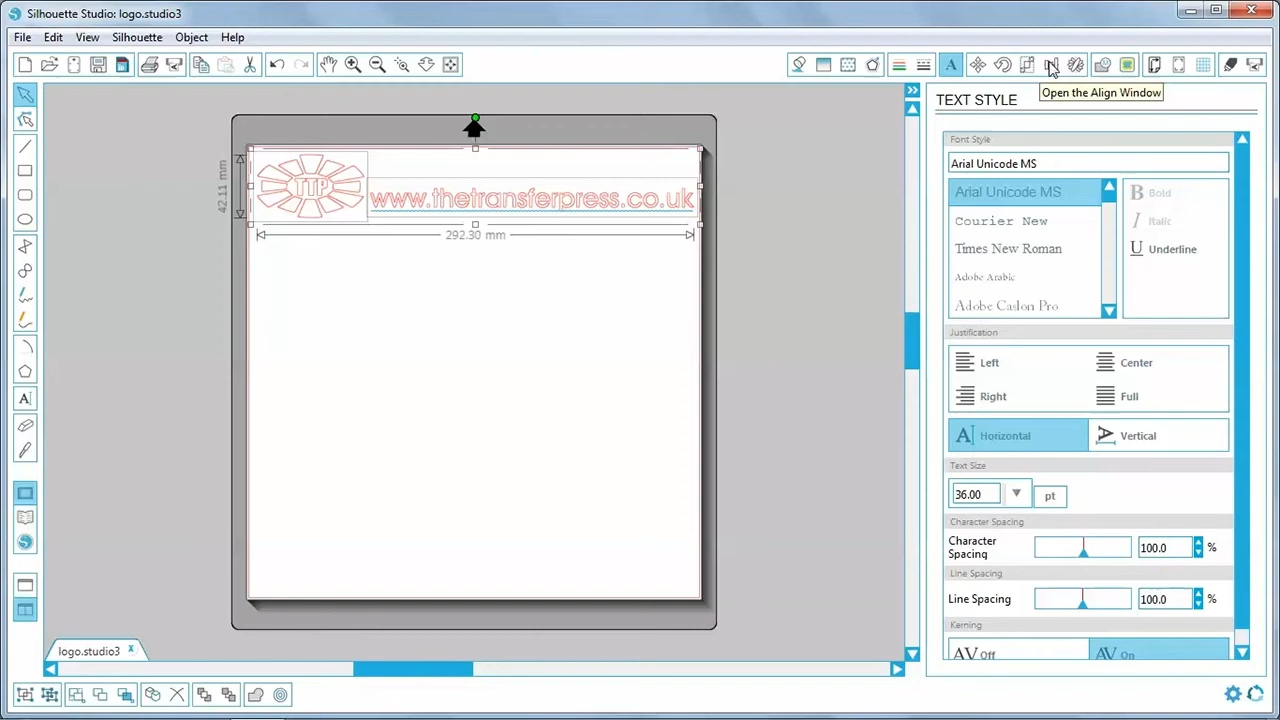 Silhouette Studio: logo.studio3
File Edit View Silhouette Object Help
A
Open the Align Window
TEXT STYLE
Font Style
Arial Unicode MS
Arial Unicode MS
Courier New
Times New Roman
Adobe Arabic
Adobe Caslon Pro
B Bold
I Italic
U Underline
42.11 mm
TTP
www.thetransferpress.co.uk
292.30 mm
Justification
Left Center
Right Full
A Horizontal A Vertical
Text Size
36.00 pt
Character Spacing
Character
Spacing 100.0 %
Line Spacing
Line Spacing 100.0 %
Kerning
AV Off AV On
A
logo.studio3 x